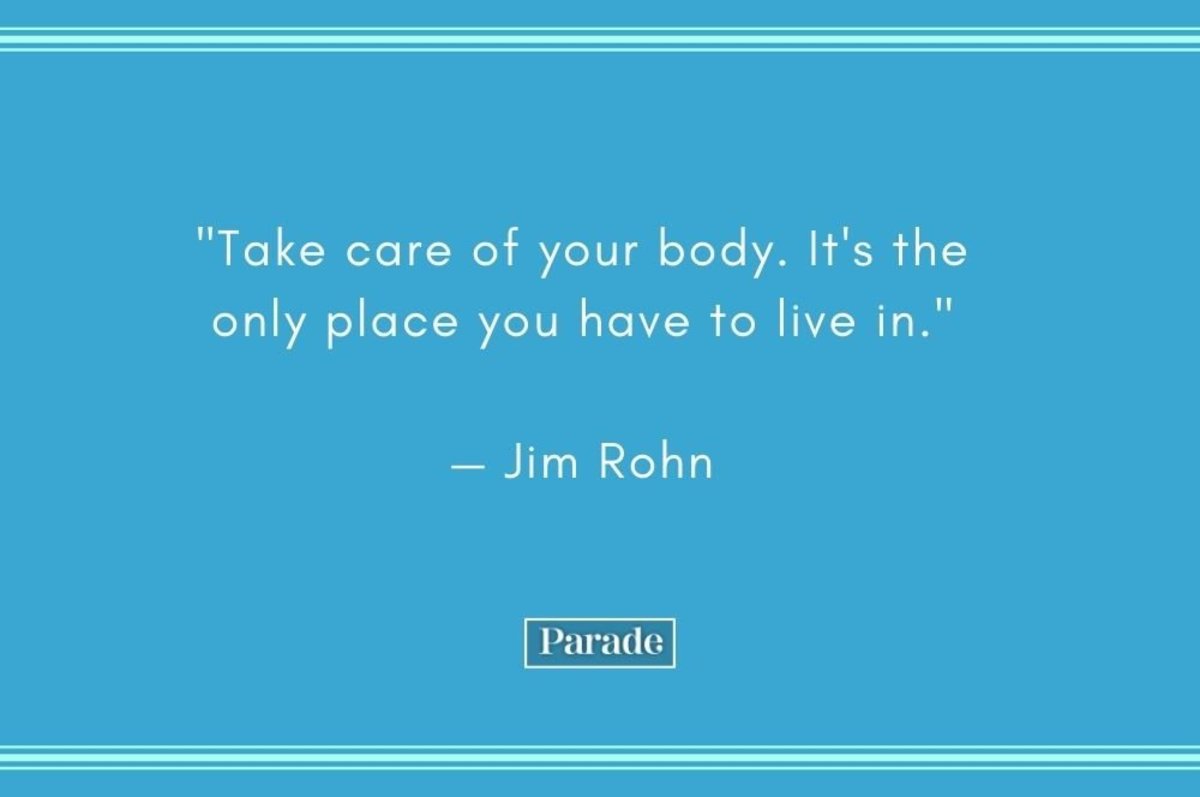 "Take care of your body. It's the
only place you have to live in."
— Jim Rohn
Parade